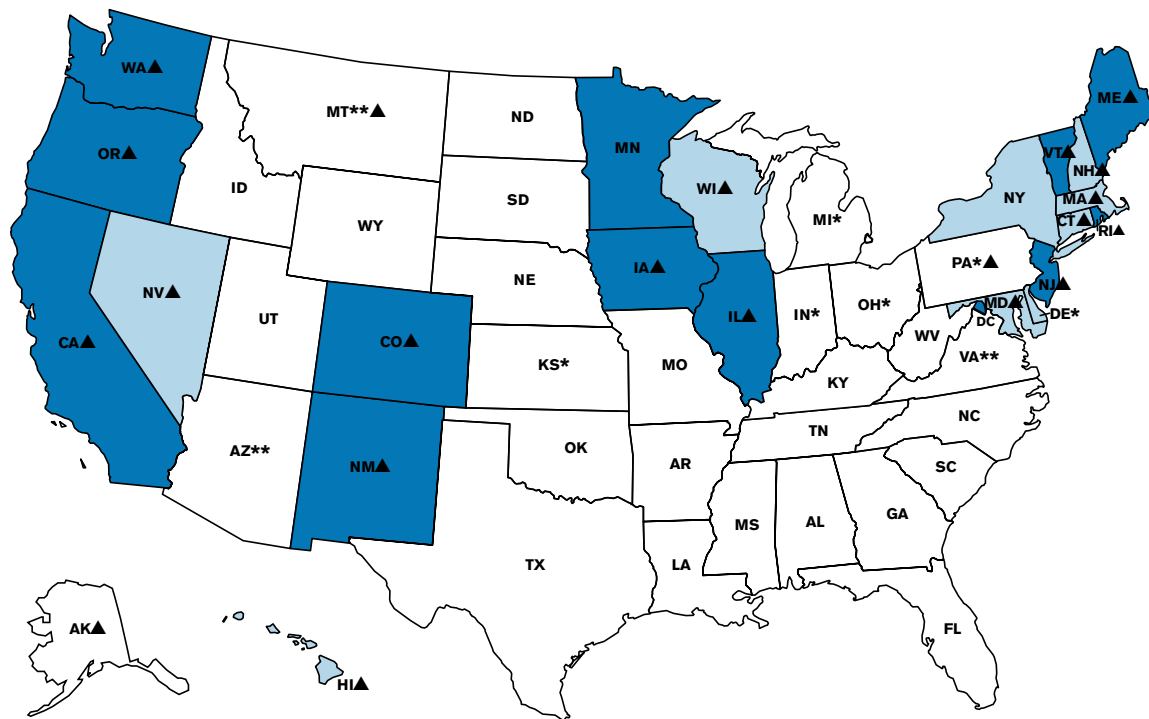 WA▲
ME▲
MT**▲
ND
VT▲
MN
OR▲
NH▲
ID
WI▲
NY
SD
MA▲
MI*
CT▲
WY
RI▲
PA*▲
IA▲
NE
NJ▲
NV▲
MD▲
OH*
IN*
DE*
IL▲
UT
DC
WV
CA▲
CO▲
VA**
KS*
MO
KY
NC
TN
AZ**
OK
AR
NM▲
SC
GA
MS
AL
TX
LA
AK▲
FL
HI▲